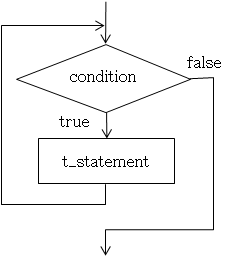 condition
false
true
t_statement